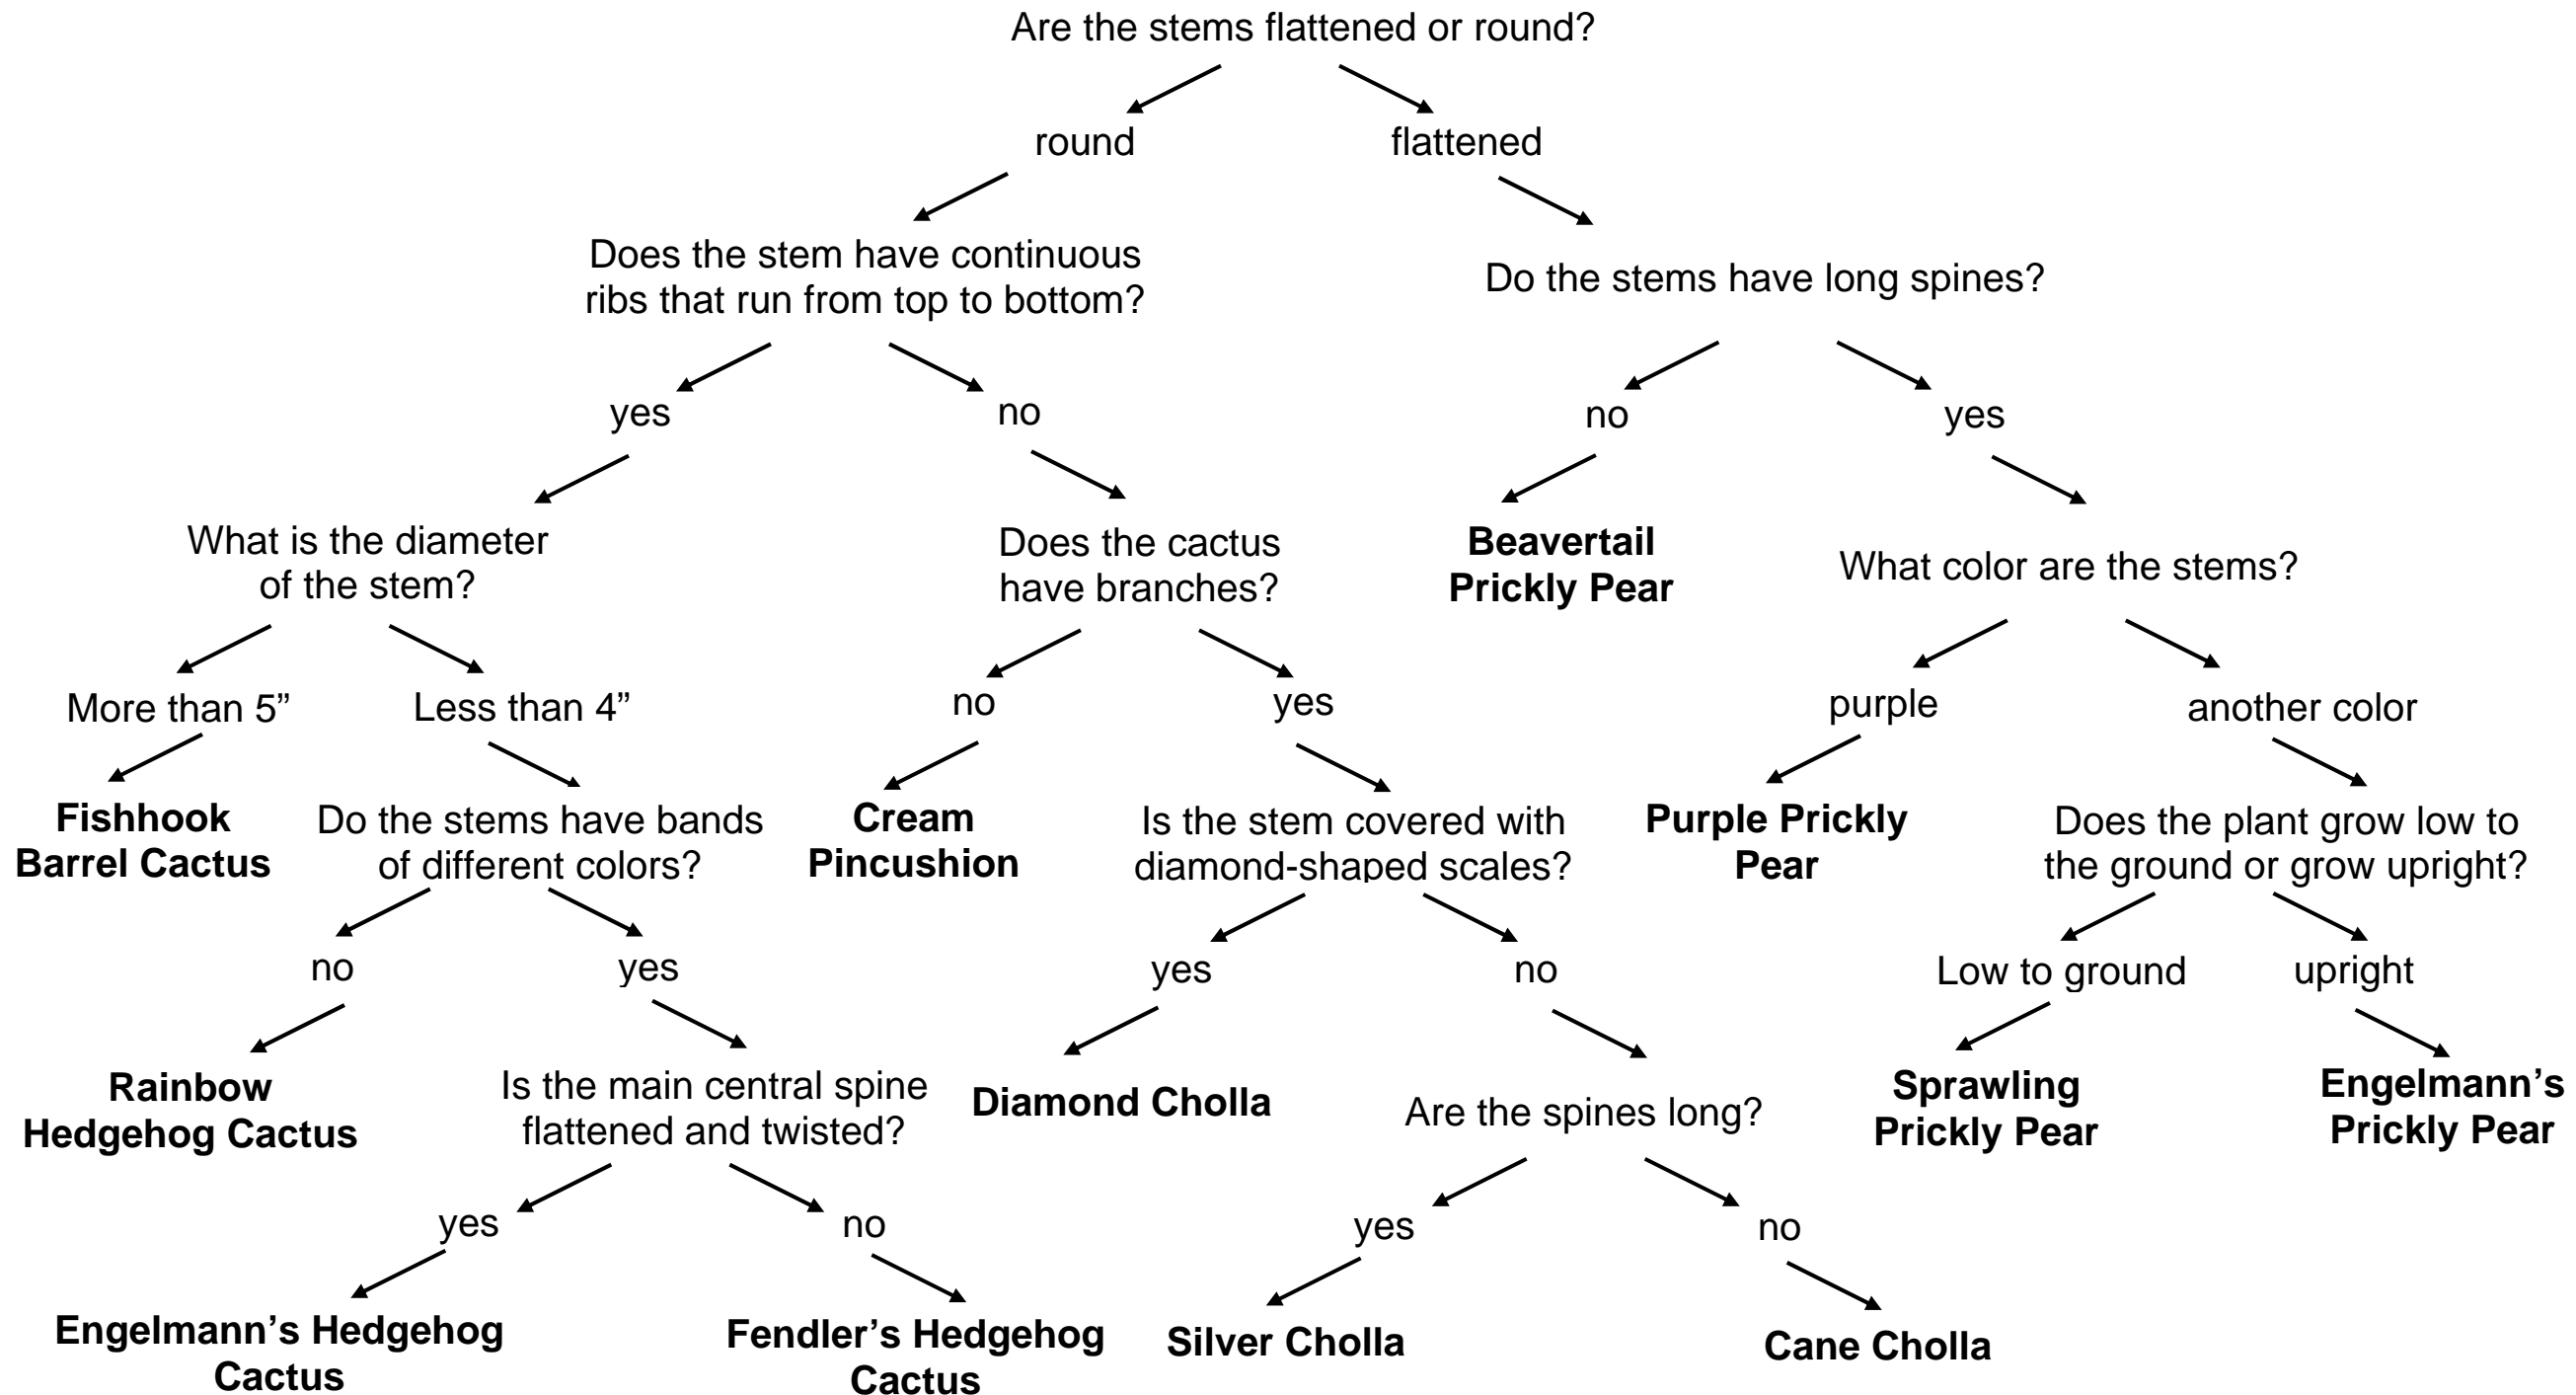 Are the stems flattened or round?
round
flattened
Does the stem have continuous
ribs that run from top to bottom?
Do the stems have long spines?
yes
no
no
yes
What is the diameter
of the stem?
Does the cactus
have branches?
Beavertail
Prickly Pear
What color are the stems?
More than 5”
Less than 4”
no
yes
purple
another color
Fishhook
Barrel Cactus
Do the stems have bands
of different colors?
Cream
Pincushion
Is the stem covered with
diamond-shaped scales?
Purple Prickly
Pear
Does the plant grow low to
the ground or grow upright?
no
yes
yes
no
Low to ground
upright
Rainbow
Hedgehog Cactus
Is the main central spine
flattened and twisted?
Diamond Cholla
Are the spines long?
Sprawling
Prickly Pear
Engelmann’s
Prickly Pear
yes
no
yes
no
Engelmann’s Hedgehog
Cactus
Fendler’s Hedgehog
Cactus
Silver Cholla
Cane Cholla